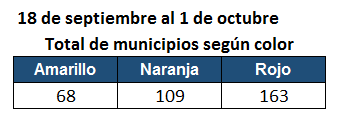 18 de septiembre al 1 de octubre
Total de municipios según color
Amarillo Naranja Rojo
68 109 163